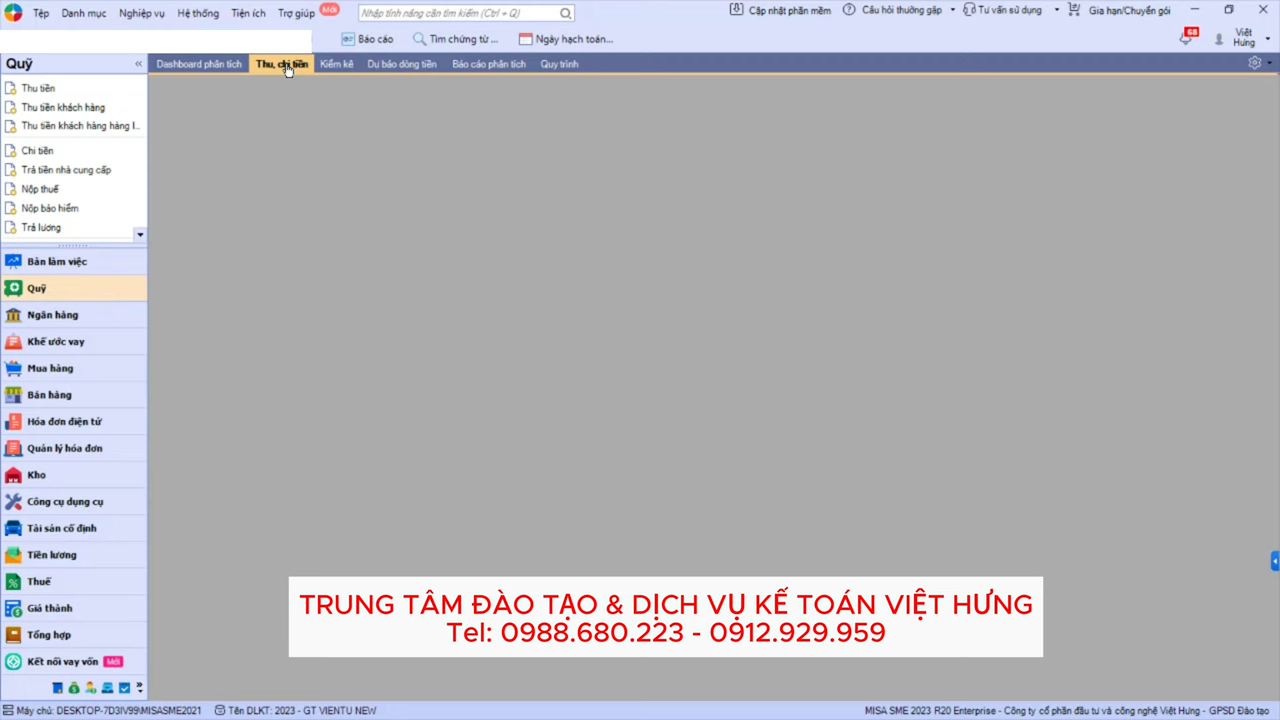 Tệp Danh mục Nghiệp vụ Hệ thống Tiện ích Trợ giúp Mới Nhập tính năng cần tìm kiếm (Ctrl + Q) Cập nhật phần mềm Câu hỏi thường gặp Tư vấn sử dụng Gia hạn/Chuyển gói
Báo cáo Tìm chứng từ ... Ngày hạch toán... 68 Việt Hưng
Quỹ « Dashboard phân tích Thu, chi tiền Kiểm kê Dự báo dòng tiền Báo cáo phân tích Quy trình
Thu tiền
Thu tiền khách hàng
Thu tiền khách hàng hàng l...
Chi tiền
Trả tiền nhà cung cấp
Nộp thuế
Nộp bảo hiểm
Trả lương
Bàn làm việc
Quỹ
Ngân hàng
Khế ước vay
Mua hàng
Bán hàng
Hóa đơn điện tử
Quản lý hóa đơn
Kho
Công cụ dụng cụ
Tài sản cố định
Tiền lương
Thuế
Giá thành
Tổng hợp
Kết nối vay vốn Mới
TRUNG TÂM ĐÀO TẠO & DỊCH VỤ KẾ TOÁN VIỆT HƯNG
Tel: 0988.680.223 - 0912.929.959
Máy chủ: DESKTOP-7D3IV99\MISASME2021 Tên DLKT: 2023 - GT VIENTU NEW MISA SME 2023 R20 Enterprise - Công ty cổ phần đầu tư và công nghệ Việt Hưng - GPSD Đào tạo